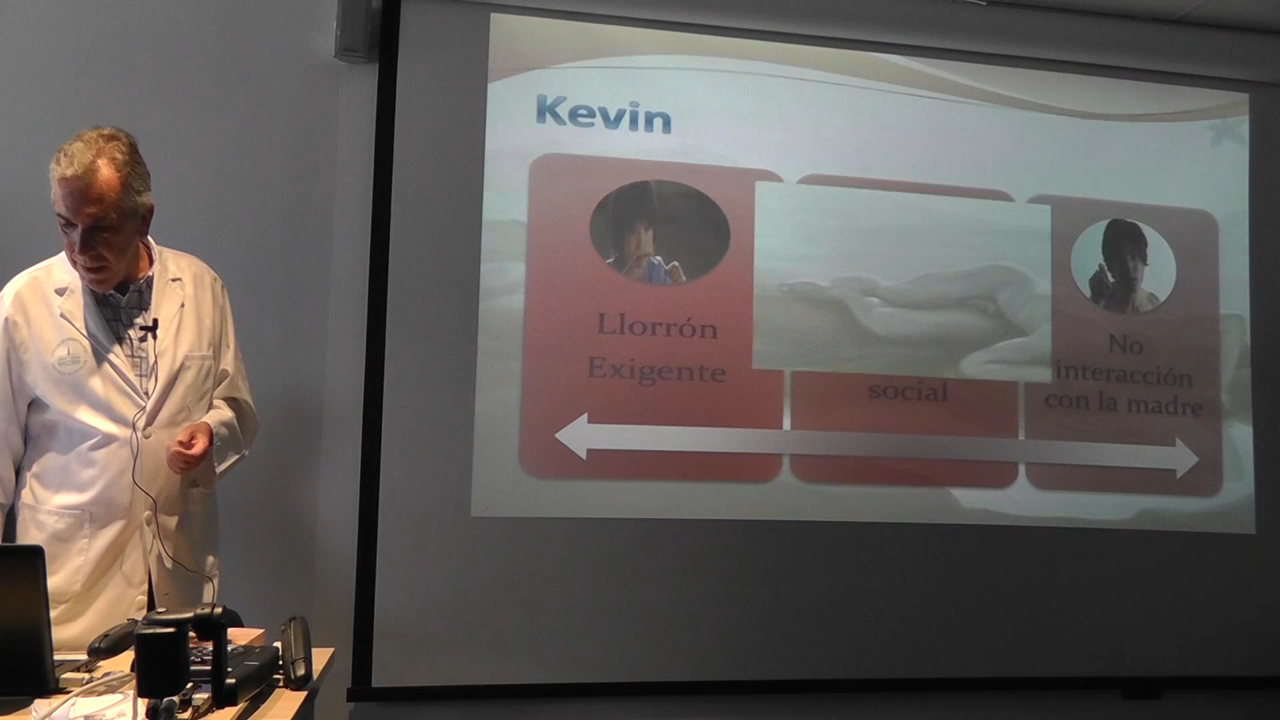 Kevin
Llorrón
Exigente
social
No
interacción
con la madre